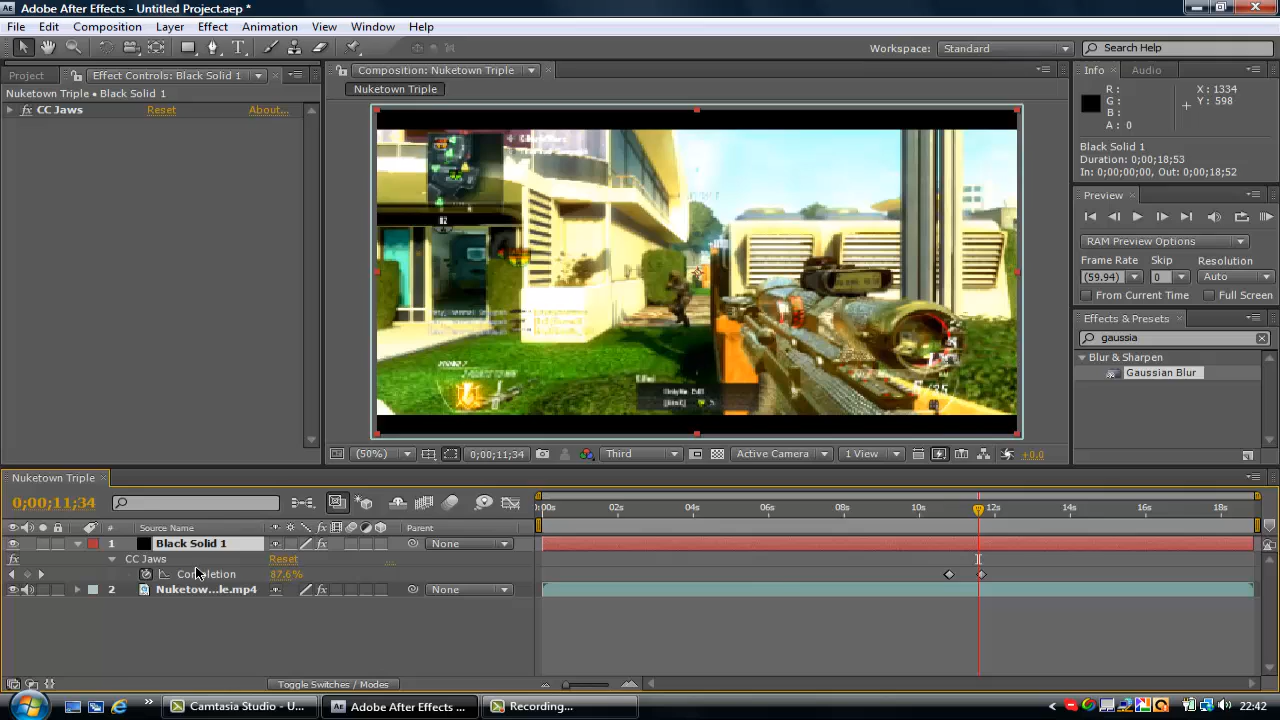 Adobe After Effects - Untitled Project.aep *
File Edit Composition Layer Effect Animation View Window Help
Workspace: Standard Search Help
Project Effect Controls: Black Solid 1
Nuketown Triple • Black Solid 1
CC Jaws Reset About...
Composition: Nuketown Triple
Nuketown Triple
Info Audio
R: X: 1334
G: Y: 598
B:
A: 0
Black Solid 1
Duration: 0;00;18;53
In: 0;00;00;00, Out: 0;00;18;52
Preview
RAM Preview Options
Frame Rate Skip Resolution
(59.94) 0 Auto
From Current Time Full Screen
Effects & Presets
gaussia
Blur & Sharpen
Gaussian Blur
(50%) 0;00;11;34 Third Active Camera 1 View +0.0
Nuketown Triple
0;00;11;34
:00s 02s 04s 06s 08s 10s 12s 14s 16s 18s
# Source Name fx Parent
1 Black Solid 1 fx None
fx CC Jaws Reset ...
Completion 87.6%
2 Nuketow...le.mp4 fx None
Toggle Switches / Modes
Camtasia Studio - U... Adobe After Effects ... Recording... 22:42